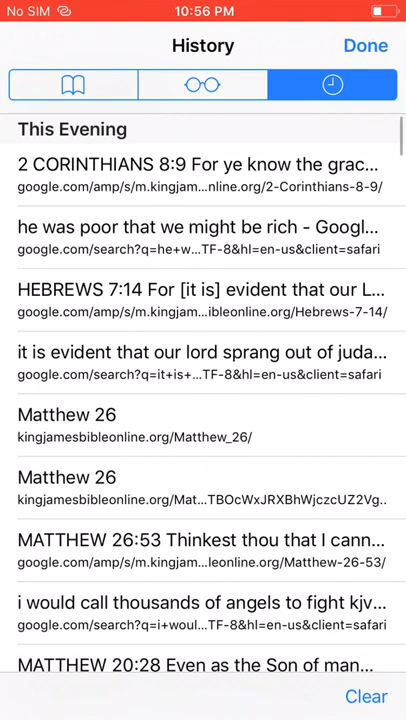 No SIM 10:56 PM
History Done
This Evening
2 CORINTHIANS 8:9 For ye know the grac...
google.com/amp/s/m.kingjam...nline.org/2-Corinthians-8-9/
he was poor that we might be rich - Googl...
google.com/search?q=he+w...TF-8&hl=en-us&client=safari
HEBREWS 7:14 For [it is] evident that our L...
google.com/amp/s/m.kingjam...ibleonline.org/Hebrews-7-14/
it is evident that our lord sprang out of juda...
google.com/search?q=it+is+...TF-8&hl=en-us&client=safari
Matthew 26
kingjamesbibleonline.org/Matthew_26/
Matthew 26
kingjamesbibleonline.org/Mat...TBOcWxJRXBhWjczcUZ2Vg..
MATTHEW 26:53 Thinkest thou that I cann...
google.com/amp/s/m.kingjam...leonline.org/Matthew-26-53/
i would call thousands of angels to fight kjv...
google.com/search?q=i+woul...TF-8&hl=en-us&client=safari
MATTHEW 20:28 Even as the Son of man...
Clear